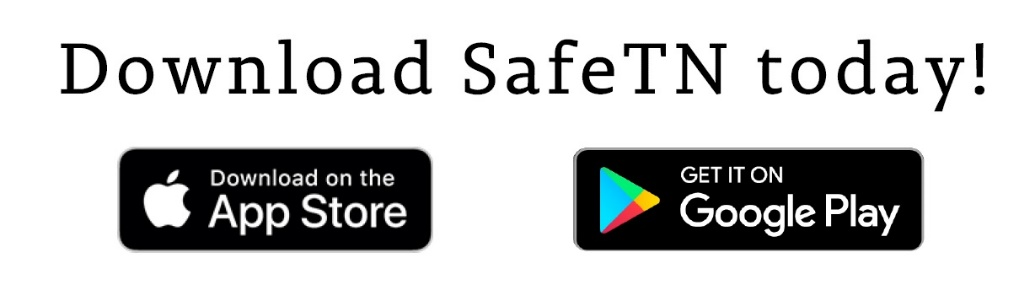 Download SafeTN today!
Download on the
App Store
GET IT ON
Google Play